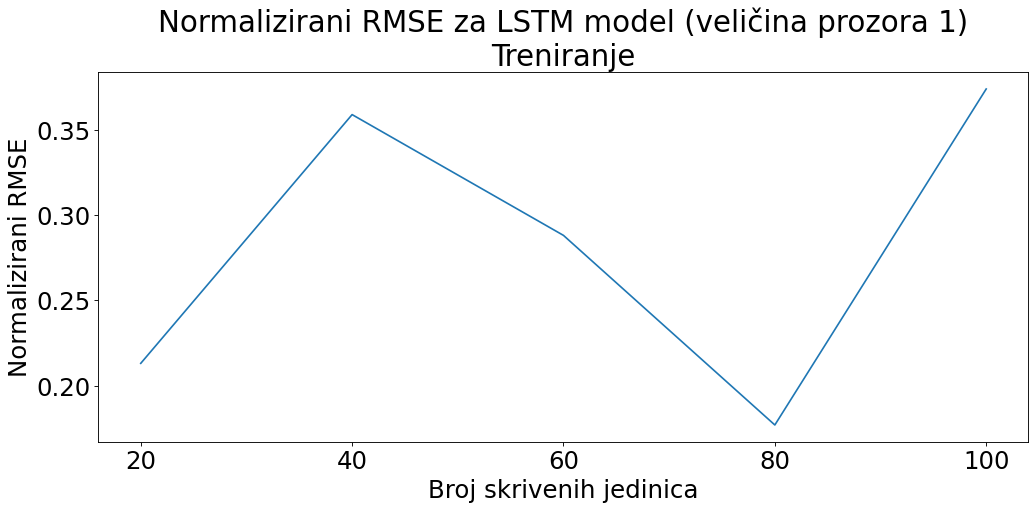 Normalizirani RMSE za LSTM model (veličina prozora 1)
Treniranje
Normalizirani RMSE
0.35
0.30
0.25
0.20
20 40 60 80 100
Broj skrivenih jedinica